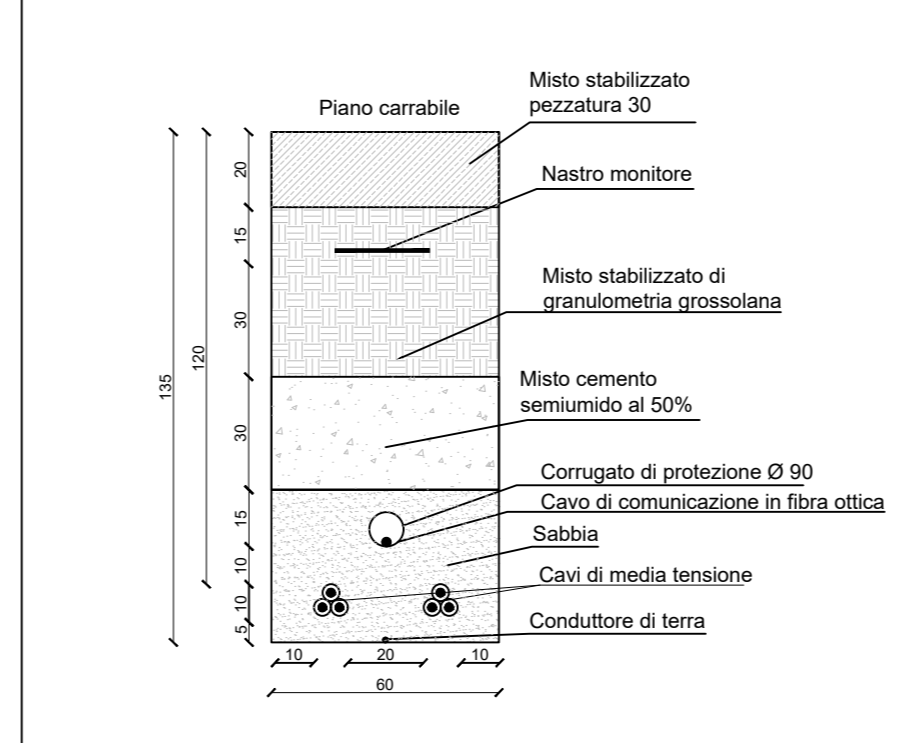 Piano carrabile
Misto stabilizzato
pezzatura 30
Nastro monitore
Misto stabilizzato di
granulometria grossolana
Misto cemento
semiumido al 50%
Corrugato di protezione Ø 90
Cavo di comunicazione in fibra ottica
Sabbia
Cavi di media tensione
Conduttore di terra
135
120
20
15
30
30
15
10
10
5
10
20
10
60